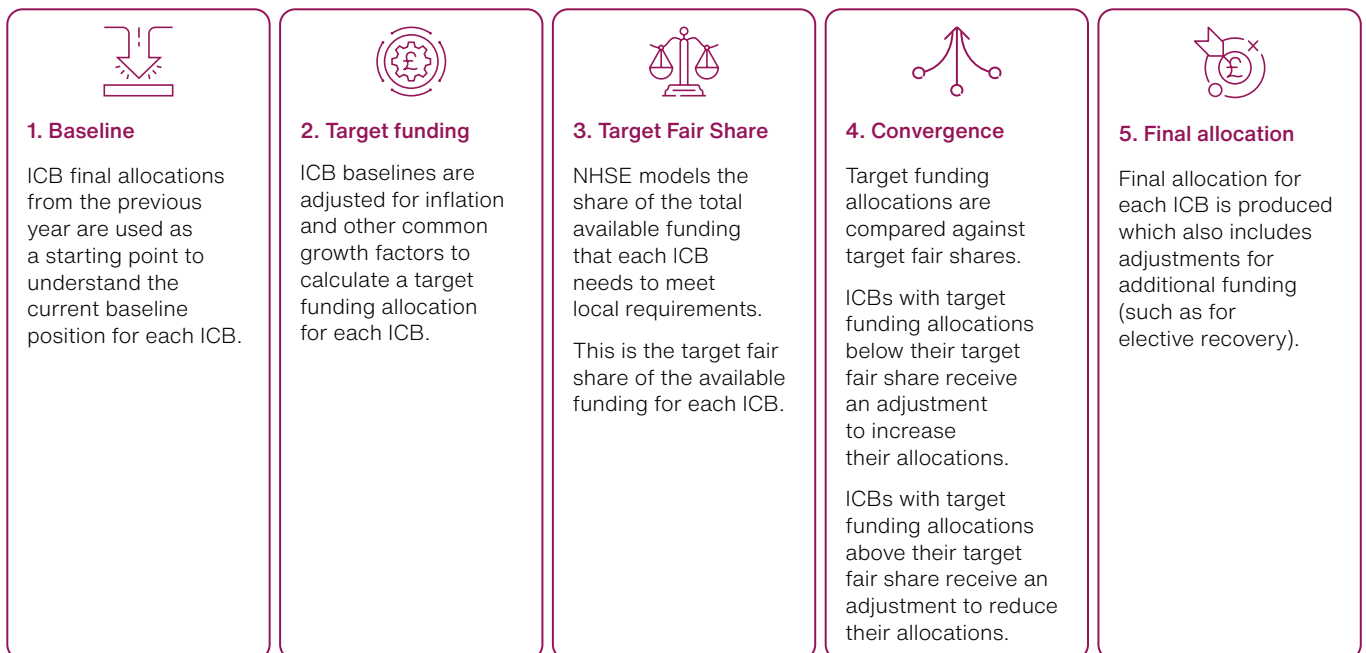 1. Baseline
ICB final allocations
from the previous
year are used as
a starting point to
understand the
current baseline
position for each ICB.
2. Target funding
ICB baselines are
adjusted for inflation
and other common
growth factors to
calculate a target
funding allocation
for each ICB.
3. Target Fair Share
NHSE models the
share of the total
available funding
that each ICB
needs to meet
local requirements.
This is the target fair
share of the available
funding for each ICB.
4. Convergence
Target funding
allocations are
compared against
target fair shares.
ICBs with target
funding allocations
below their target
fair share receive
an adjustment
to increase
their allocations.
ICBs with target
funding allocations
above their target
fair share receive an
adjustment to reduce
their allocations.
5. Final allocation
Final allocation for
each ICB is produced
which also includes
adjustments for
additional funding
(such as for
elective recovery).